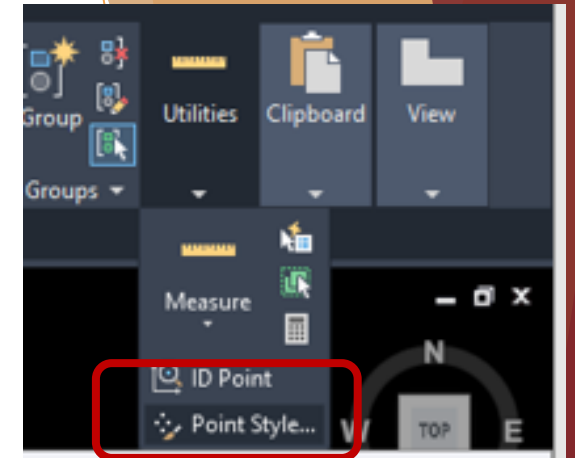 Group
Utilities
Clipboard
View
Groups
Measure
ID Point
Point Style...
N
W
TOP
E